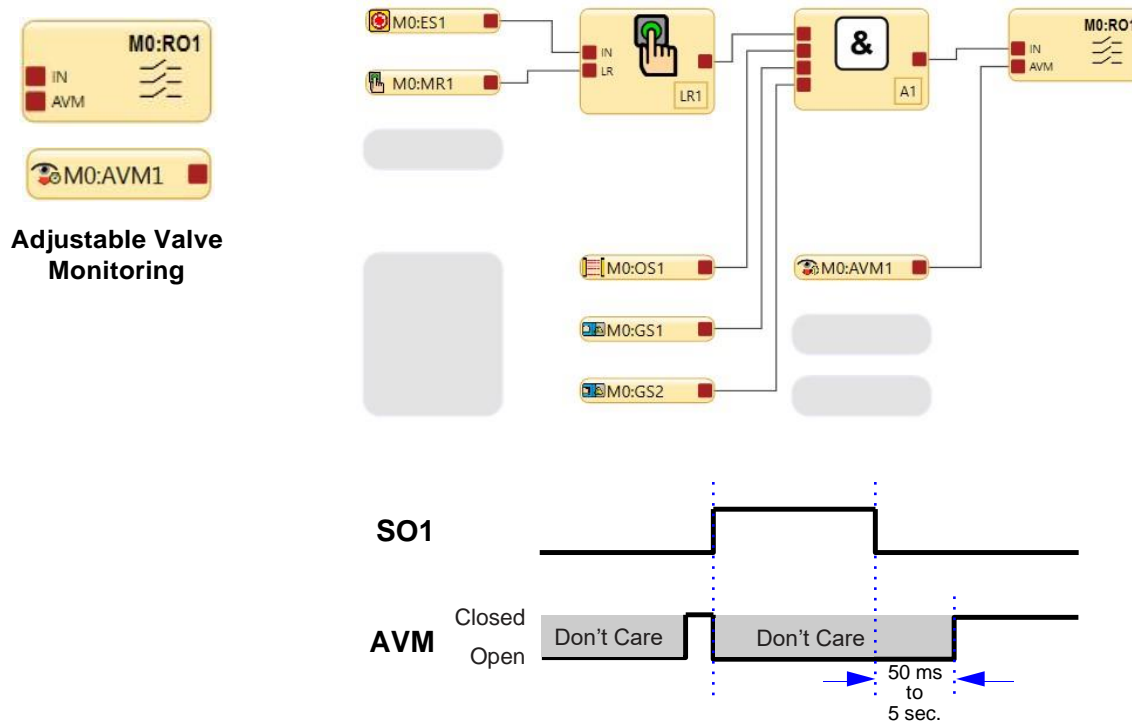 M0:RO1
IN
AVM
M0:AVM1
Adjustable Valve
Monitoring
M0:ES1
M0:MR1
IN
LR
LR1
&
A1
M0:RO1
IN
AVM
M0:OS1
M0:GS1
M0:GS2
M0:AVM1
SO1
AVM
Closed
Open
Don't Care
Don't Care
50 ms
to
5 sec.